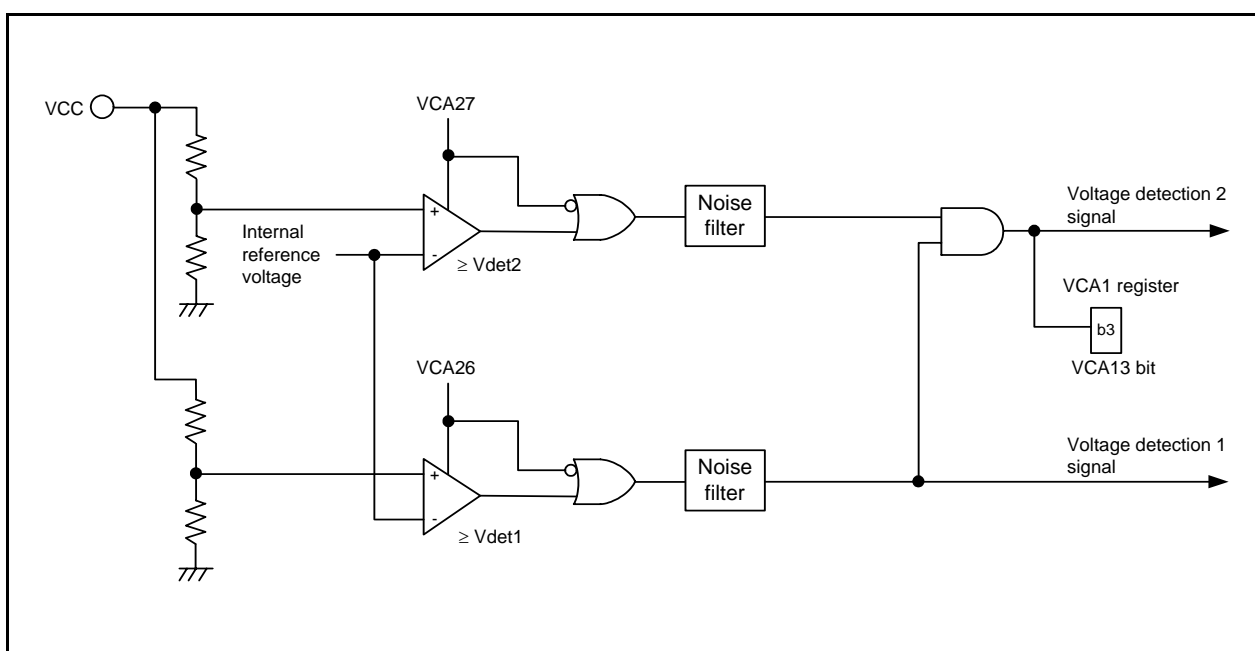 VCC
VCA27
+
-
≥ Vdet2
Internal
reference
voltage
Noise
filter
Voltage detection 2
signal
VCA1 register
b3
VCA13 bit
VCA26
+
-
≥ Vdet1
Noise
filter
Voltage detection 1
signal